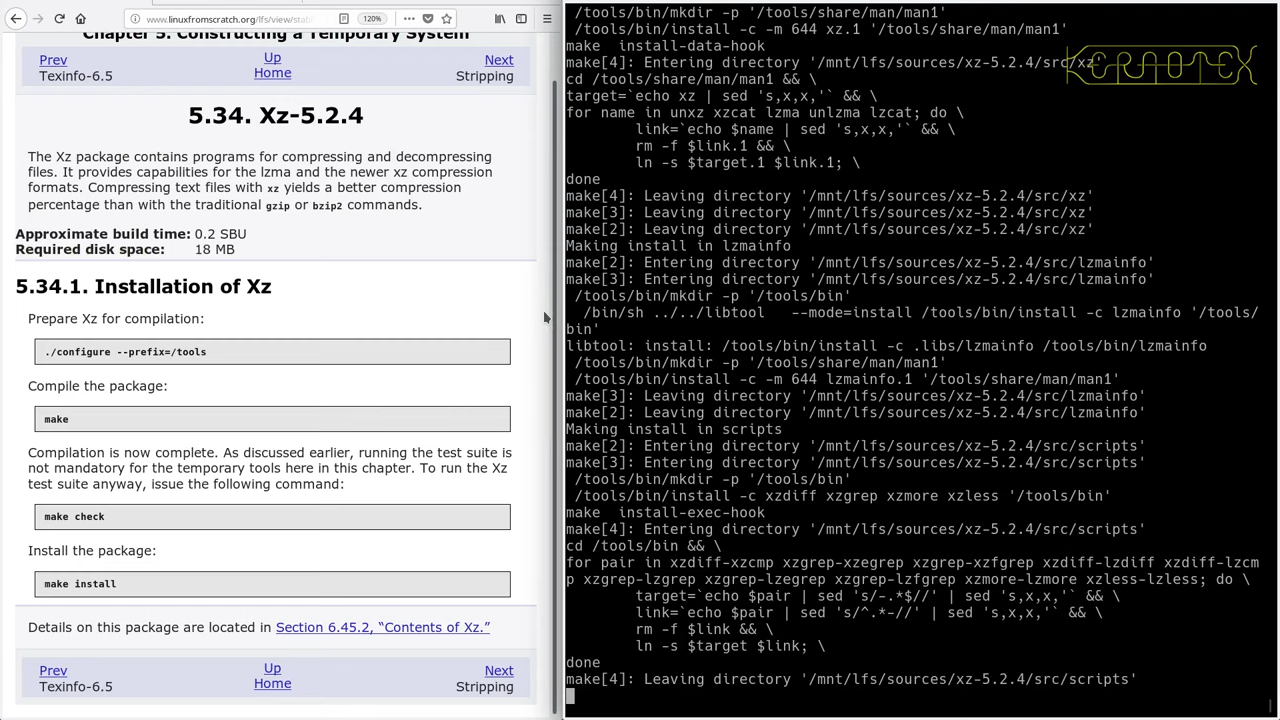 www.linuxfromscratch.org/lfs/view/stabl
120%
Chapter 5. Constructing a Temporary System
Prev
Up
Next
Texinfo-6.5
Home
Stripping
5.34. Xz-5.2.4
The Xz package contains programs for compressing and decompressing
files. It provides capabilities for the lzma and the newer xz compression
formats. Compressing text files with xz yields a better compression
percentage than with the traditional gzip or bzip2 commands.
Approximate build time: 0.2 SBU
Required disk space: 18 MB
5.34.1. Installation of Xz
Prepare Xz for compilation:
./configure --prefix=/tools
Compile the package:
make
Compilation is now complete. As discussed earlier, running the test suite is
not mandatory for the temporary tools here in this chapter. To run the Xz
test suite anyway, issue the following command:
make check
Install the package:
make install
Details on this package are located in Section 6.45.2, “Contents of Xz.”
Prev
Up
Next
Texinfo-6.5
Home
Stripping
/tools/bin/mkdir -p '/tools/share/man/man1'
/tools/bin/install -c -m 644 xz.1 '/tools/share/man/man1'
make  install-data-hook
make[4]: Entering directory '/mnt/lfs/sources/xz-5.2.4/src/xz'
cd /tools/share/man/man1 && \
target=`echo xz | sed 's,x,x,'` && \
for name in unxz xzcat lzma unlzma lzcat; do \
link=`echo $name | sed 's,x,x,'` && \
rm -f $link.1 && \
ln -s $target.1 $link.1; \
done
make[4]: Leaving directory '/mnt/lfs/sources/xz-5.2.4/src/xz'
make[3]: Leaving directory '/mnt/lfs/sources/xz-5.2.4/src/xz'
make[2]: Leaving directory '/mnt/lfs/sources/xz-5.2.4/src/xz'
Making install in lzmainfo
make[2]: Entering directory '/mnt/lfs/sources/xz-5.2.4/src/lzmainfo'
make[3]: Entering directory '/mnt/lfs/sources/xz-5.2.4/src/lzmainfo'
/tools/bin/mkdir -p '/tools/bin'
/bin/sh ../../libtool   --mode=install /tools/bin/install -c lzmainfo '/tools/
bin'
libtool: install: /tools/bin/install -c .libs/lzmainfo /tools/bin/lzmainfo
/tools/bin/mkdir -p '/tools/share/man/man1'
/tools/bin/install -c -m 644 lzmainfo.1 '/tools/share/man/man1'
make[3]: Leaving directory '/mnt/lfs/sources/xz-5.2.4/src/lzmainfo'
make[2]: Leaving directory '/mnt/lfs/sources/xz-5.2.4/src/lzmainfo'
Making install in scripts
make[2]: Entering directory '/mnt/lfs/sources/xz-5.2.4/src/scripts'
make[3]: Entering directory '/mnt/lfs/sources/xz-5.2.4/src/scripts'
/tools/bin/mkdir -p '/tools/bin'
/tools/bin/install -c xzdiff xzgrep xzmore xzless '/tools/bin'
make  install-exec-hook
make[4]: Entering directory '/mnt/lfs/sources/xz-5.2.4/src/scripts'
cd /tools/bin && \
for pair in xzdiff-xzcmp xzgrep-xzegrep xzgrep-xzfgrep xzdiff-lzdiff xzdiff-lzcm
p xzgrep-lzgrep xzgrep-lzegrep xzgrep-lzfgrep xzmore-lzmore xzless-lzless; do \
target=`echo $pair | sed 's/-.*$//' | sed 's,x,x,'` && \
link=`echo $pair | sed 's/^.*-//' | sed 's,x,x,'` && \
rm -f $link && \
ln -s $target $link; \
done
make[4]: Leaving directory '/mnt/lfs/sources/xz-5.2.4/src/scripts'